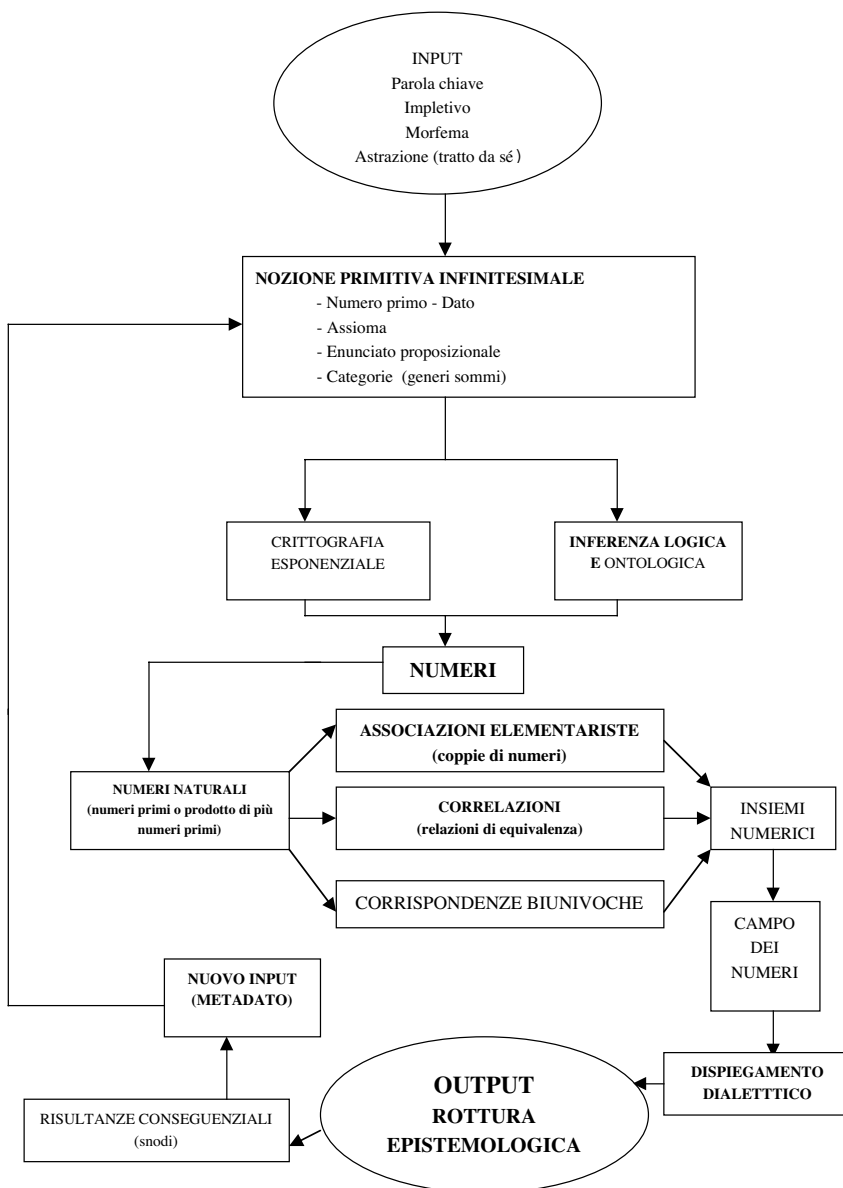 INPUT
Parola chiave
Impletivo
Morfema
Astrazione (tratto da sé)
NOZIONE PRIMITIVA INFINITESIMALE
- Numero primo - Dato
- Assioma
- Enunciato proposizionale
- Categorie (generi sommi)
CRITTOGRAFIA
ESPONENZIALE
INFERENZA LOGICA
E ONTOLOGICA
NUMERI
NUMERI NATURALI
(numeri primi o prodotto di più
numeri primi)
ASSOCIAZIONI ELEMENTARISTE
(coppie di numeri)
CORRELAZIONI
(relazioni di equivalenza)
CORRISPONDENZE BIUNIVOCHE
INSIEMI
NUMERICI
CAMPO
DEI
NUMERI
DISPIEGAMENTO
DIALETTTICO
OUTPUT
ROTTURA
EPISTEMOLOGICA
RISULTANZE CONSEGUENZIALI
(snodi)
NUOVO INPUT
(METADATO)